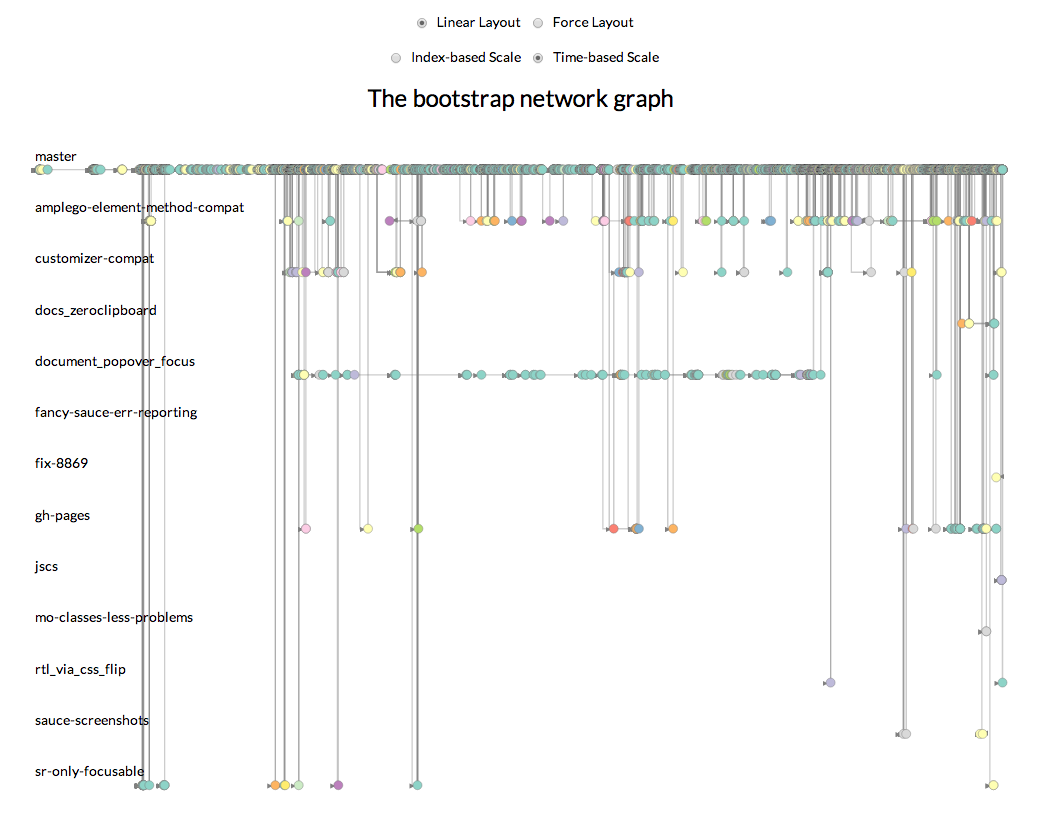 Linear Layout Force Layout
Index-based Scale Time-based Scale
The bootstrap network graph
master
amplego-element-method-compat
customizer-compat
docs_zeroclipboard
document_popover_focus
fancy-sauce-err-reporting
fix-8869
gh-pages
jscs
mo-classes-less-problems
rtl_via_css_flip
sauce-screenshots
sr-only-focusable